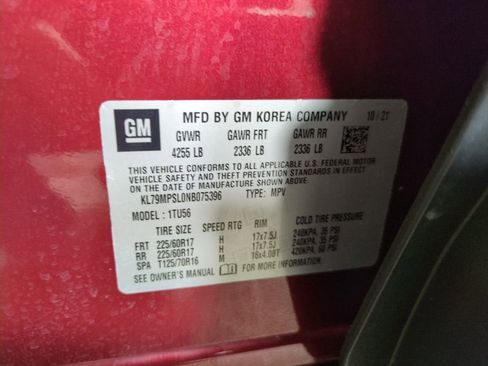 GM
MFD BY GM KOREA COMPANY 10 / 21
GVWR GAWR FRT GAWR RR
4255 LB 2336 LB 2336 LB
THIS VEHICLE CONFORMS TO ALL APPLICABLE U.S. FEDERAL MOTOR
VEHICLE SAFETY AND THEFT PREVENTION STANDARDS IN EFFECT
ON THE DATE OF MANUFACTURE SHOWN ABOVE.
KL79MPSL0NB075396 TYPE: MPV
MODEL: 1TU56
TIRE SIZE SPEED RTG RIM COLD TIRE PRESSURE
FRT 225/60R17 H 17x7.5J 240KPA, 35 PSI
RR 225/60R17 H 17x7.5J 240KPA, 35 PSI
SPA T125/70R16 M 16x4.00T 420KPA, 60 PSI
SEE OWNER'S MANUAL FOR MORE INFORMATION.